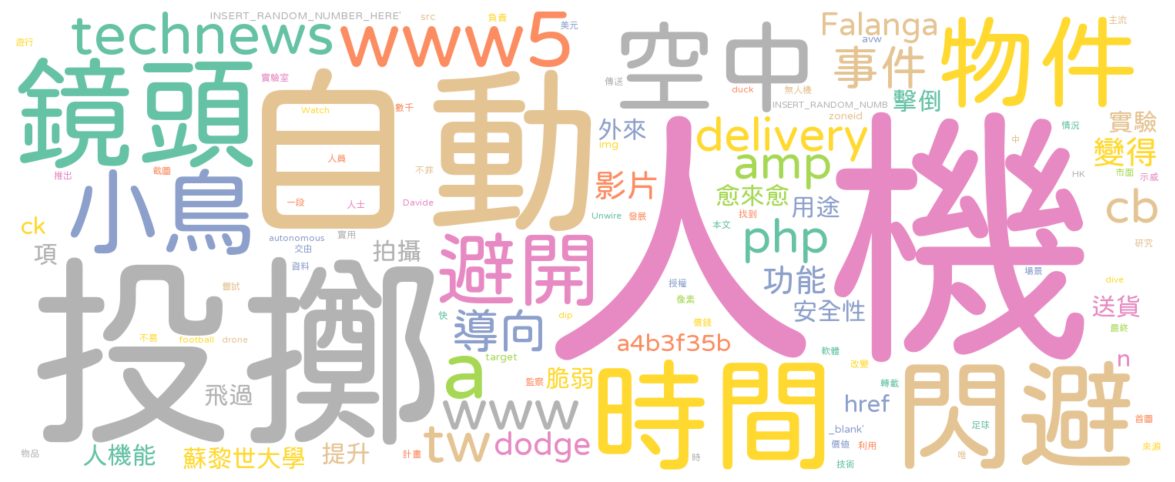 INSERT_RANDOM_NUMBER_HERE'
src
負責
美元
Falanga
主流
technews
www5
遊行
avw
空中
物件
事件
鏡頭
自動
實驗室
Watch
數千
傳送
duck
無人機
擊倒
INSERT_RANDOM_NUMB
zoneid
實驗
外來
img
delivery
情況
中
變得
人員
推出
截圖
小鳥
不菲
影片
amp
愈來愈
人機
HK
市面
示威
一段
人士
Davide
Unwire
發展
找到
用途
cb
ck
項
autonomous
交由
實用
拍攝
避開
本文
php
研究
投擲
資料
功能
場景
授權
像素
dive
嘗試
安全性
送貨
快
導向
dip
價錢
最終
不易
football
drone
a4b3f35b
改變
軟體
target
a
n
監察
脆弱
時間
閃避
轉載
飛過
www
href
首圖
_blank'
足球
tw
dodge
價值
利用
來源
物品
人機能
蘇黎世大學
提升
計畫
時
技術